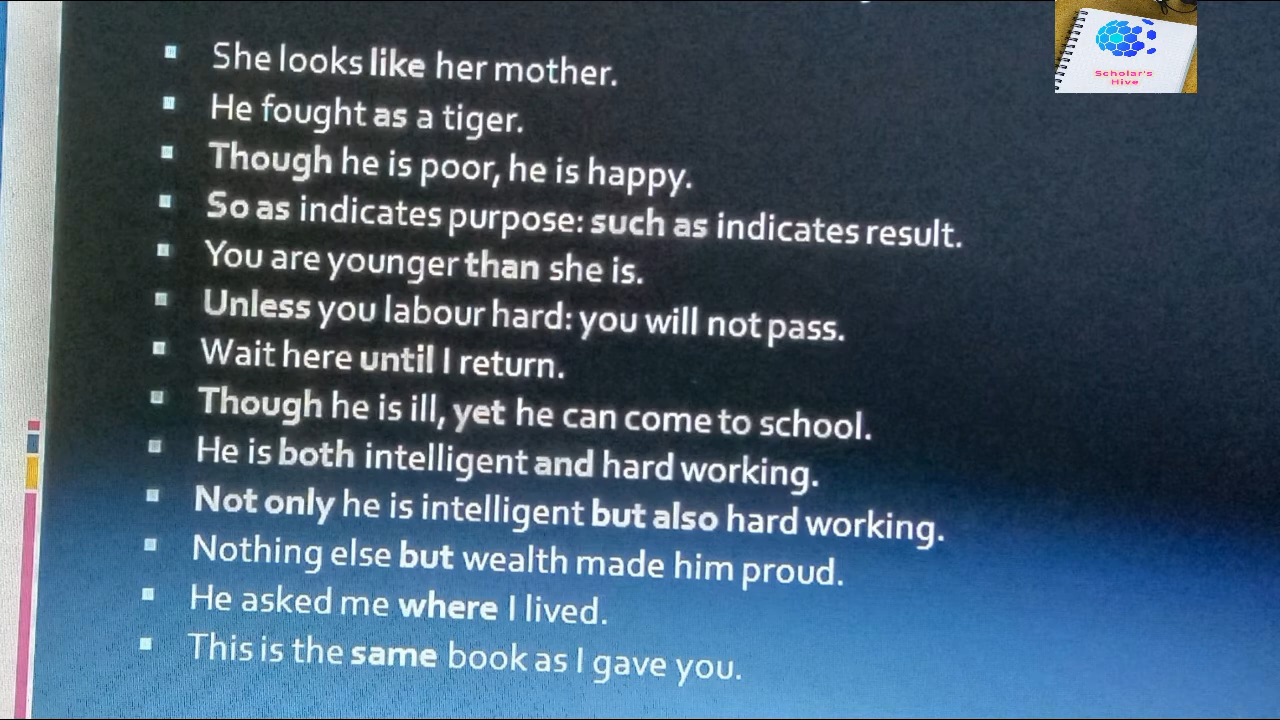 She looks like her mother.
He fought as a tiger.
Though he is poor, he is happy.
So as indicates purpose: such as indicates result.
You are younger than she is.
Unless you labour hard: you will not pass.
Wait here until I return.
Though he is ill, yet he can come to school.
He is both intelligent and hard working.
Not only he is intelligent but also hard working.
Nothing else but wealth made him proud.
He asked me where I lived.
This is the same book as I gave you.
Scholar's
Hive